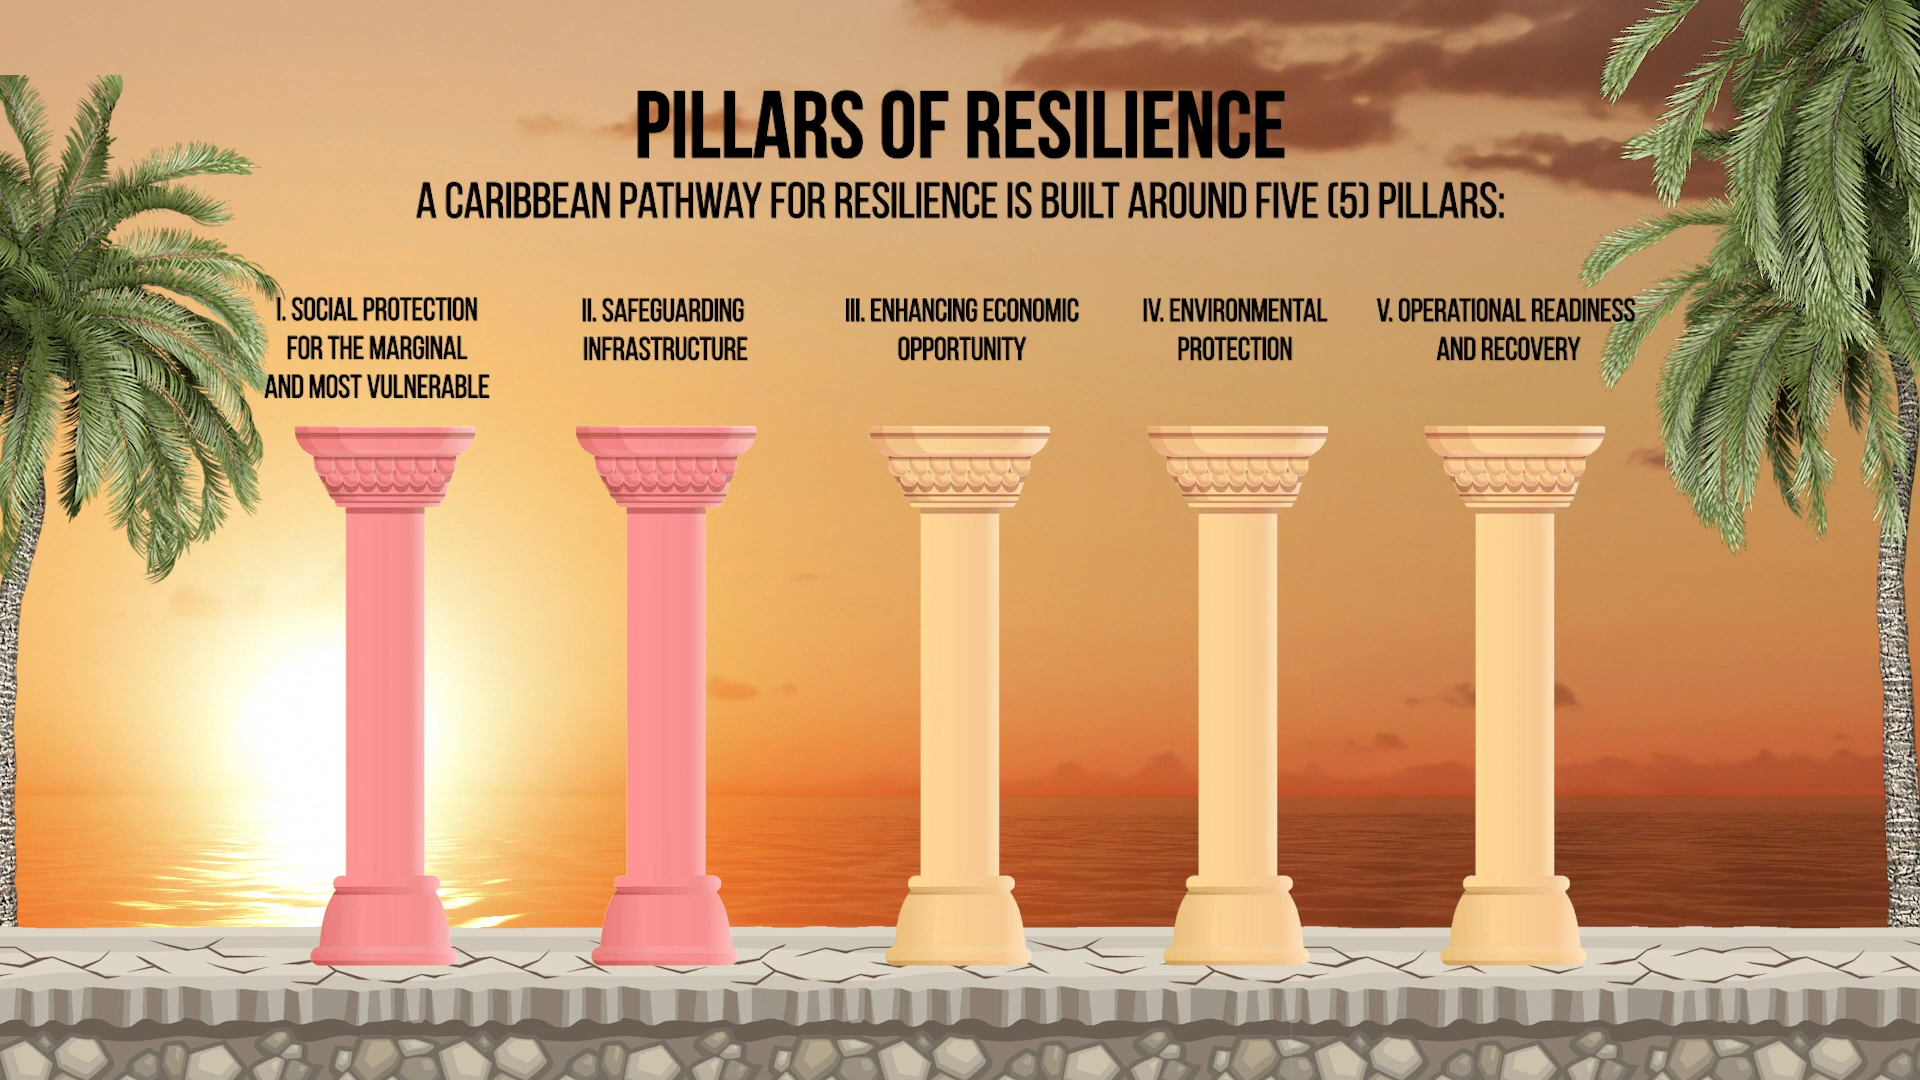 PILLARS OF RESILIENCE
A CARIBBEAN PATHWAY FOR RESILIENCE IS BUILT AROUND FIVE (5) PILLARS:
I. SOCIAL PROTECTION
FOR THE MARGINAL
AND MOST VULNERABLE
II. SAFEGUARDING
INFRASTRUCTURE
III. ENHANCING ECONOMIC
OPPORTUNITY
IV. ENVIRONMENTAL
PROTECTION
V. OPERATIONAL READINESS
AND RECOVERY